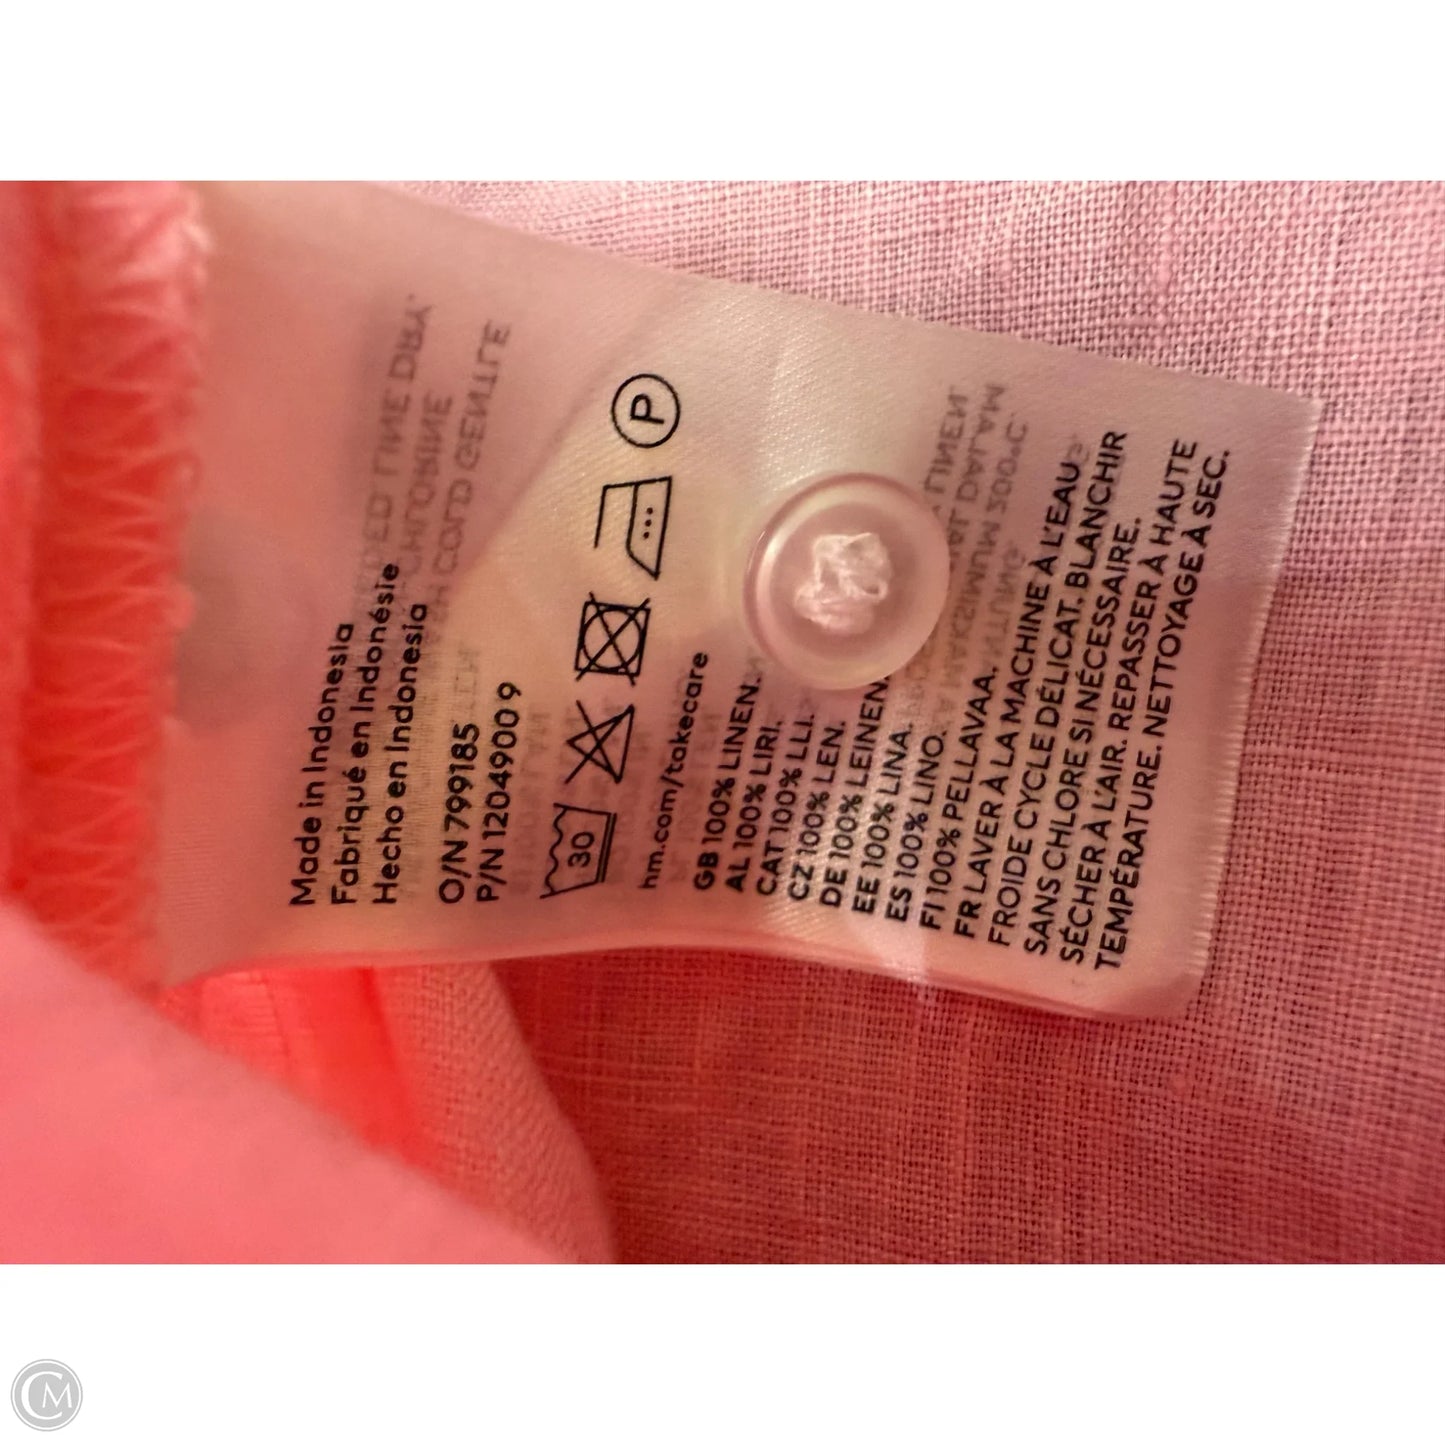 Made in Indonesia
Fabriqué en Indonésie
Hecho en Indonesia
O/N 799185
P/N 1204900 9
30
P
hm.com/takecare
GB 100% LINEN.
AL 100% LIRI.
CAT 100% LLI.
CZ 100% LEN.
DE 100% LEINEN.
EE 100% LINA.
ES 100% LINO.
FI 100% PELLAVAA.
FR LAVER À LA MACHINE À L'EAU
FROIDE CYCLE DÉLICAT. BLANCHIR
SANS CHLORE SI NÉCESSAIRE.
SÉCHER À L'AIR. REPASSER À HAUTE
TEMPÉRATURE. NETTOYAGE À SEC.
CM